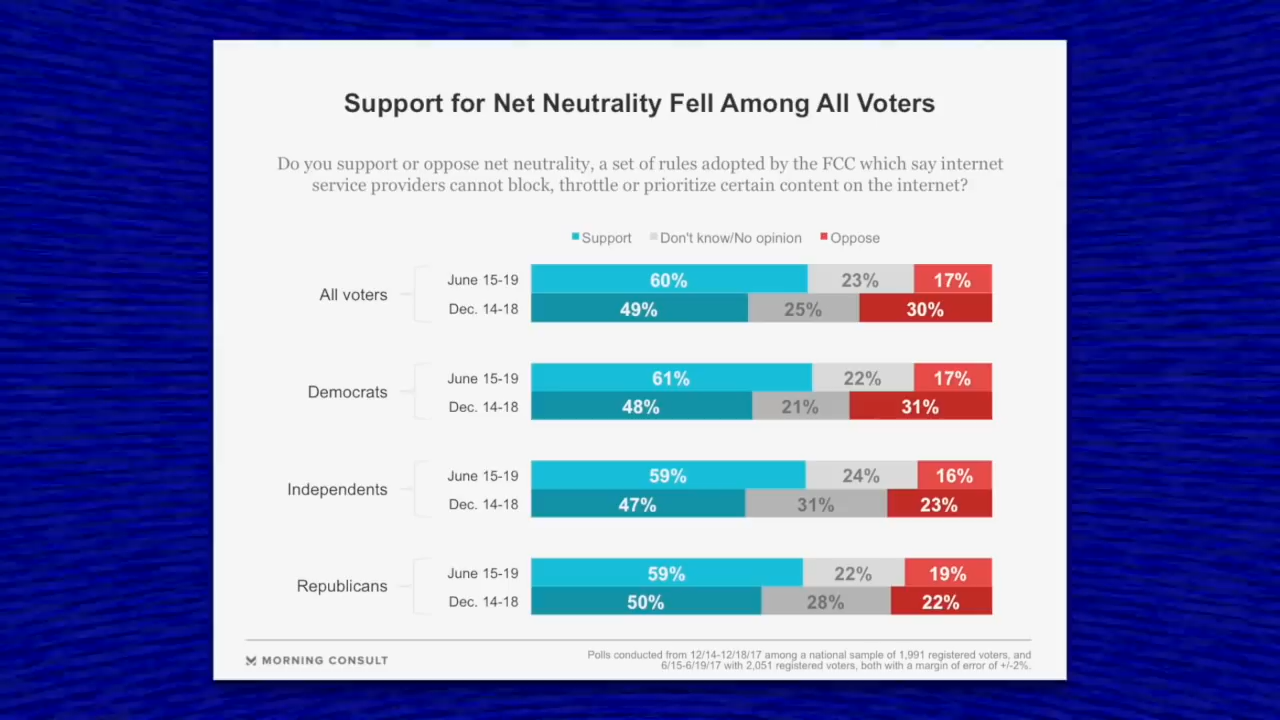 Support for Net Neutrality Fell Among All Voters
Do you support or oppose net neutrality, a set of rules adopted by the FCC which say internet
service providers cannot block, throttle or prioritize certain content on the internet?
Support Don't know/No opinion Oppose
All voters
June 15-19 60% 23% 17%
Dec. 14-18 49% 25% 30%
Democrats
June 15-19 61% 22% 17%
Dec. 14-18 48% 21% 31%
Independents
June 15-19 59% 24% 16%
Dec. 14-18 47% 31% 23%
Republicans
June 15-19 59% 22% 19%
Dec. 14-18 50% 28% 22%
MORNING CONSULT
Polls conducted from 12/14-12/18/17 among a national sample of 1,991 registered voters, and
6/15-6/19/17 with 2,051 registered voters, both with a margin of error of +/-2%.